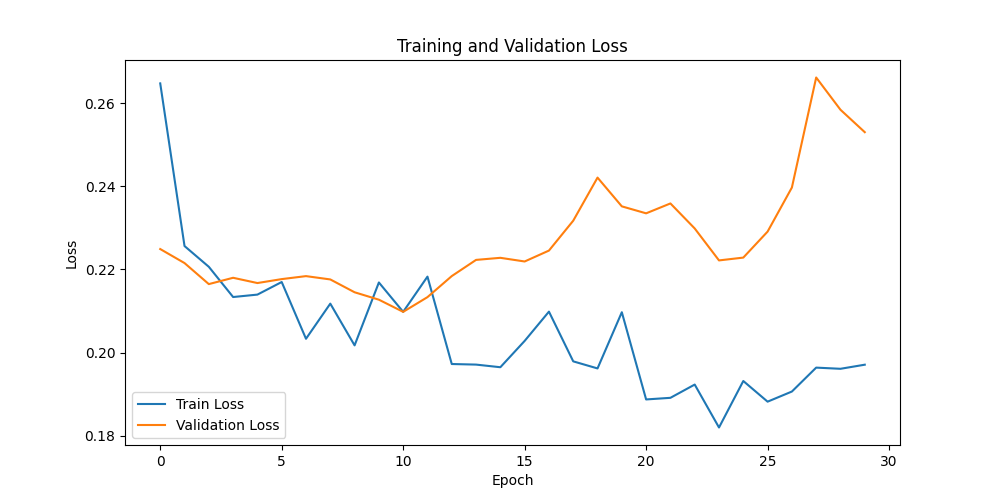 Training and Validation Loss
0.26
0.24
0.22
0.20
0.18
Loss
Train Loss
Validation Loss
0 5 10 15 20 25 30
Epoch